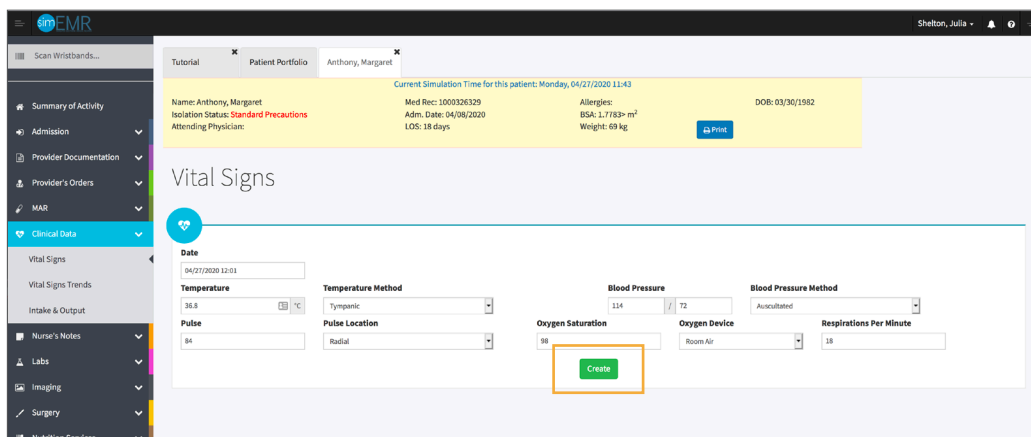 simEMR
Shelton, Julia
Scan Wristbands...
Tutorial
Patient Portfolio
Anthony, Margaret
Current Simulation Time for this patient: Monday, 04/27/2020 11:43
Name: Anthony, Margaret
Med Rec: 1000326329
Allergies:
DOB: 03/30/1982
Isolation Status: Standard Precautions
Adm. Date: 04/08/2020
BSA: 1.7783> m²
Attending Physician:
LOS: 18 days
Weight: 69 kg
Print
Summary of Activity
Admission
Provider Documentation
Provider's Orders
MAR
Clinical Data
Vital Signs
Vital Signs Trends
Intake & Output
Nurse's Notes
Labs
Imaging
Surgery
Nutrition Services
Vital Signs
Date
04/27/2020 12:01
Temperature
Temperature Method
Blood Pressure
Blood Pressure Method
36.8
°C
Tympanic
114 / 72
Auscultated
Pulse
Pulse Location
Oxygen Saturation
Oxygen Device
Respirations Per Minute
84
Radial
98
Room Air
18
Create